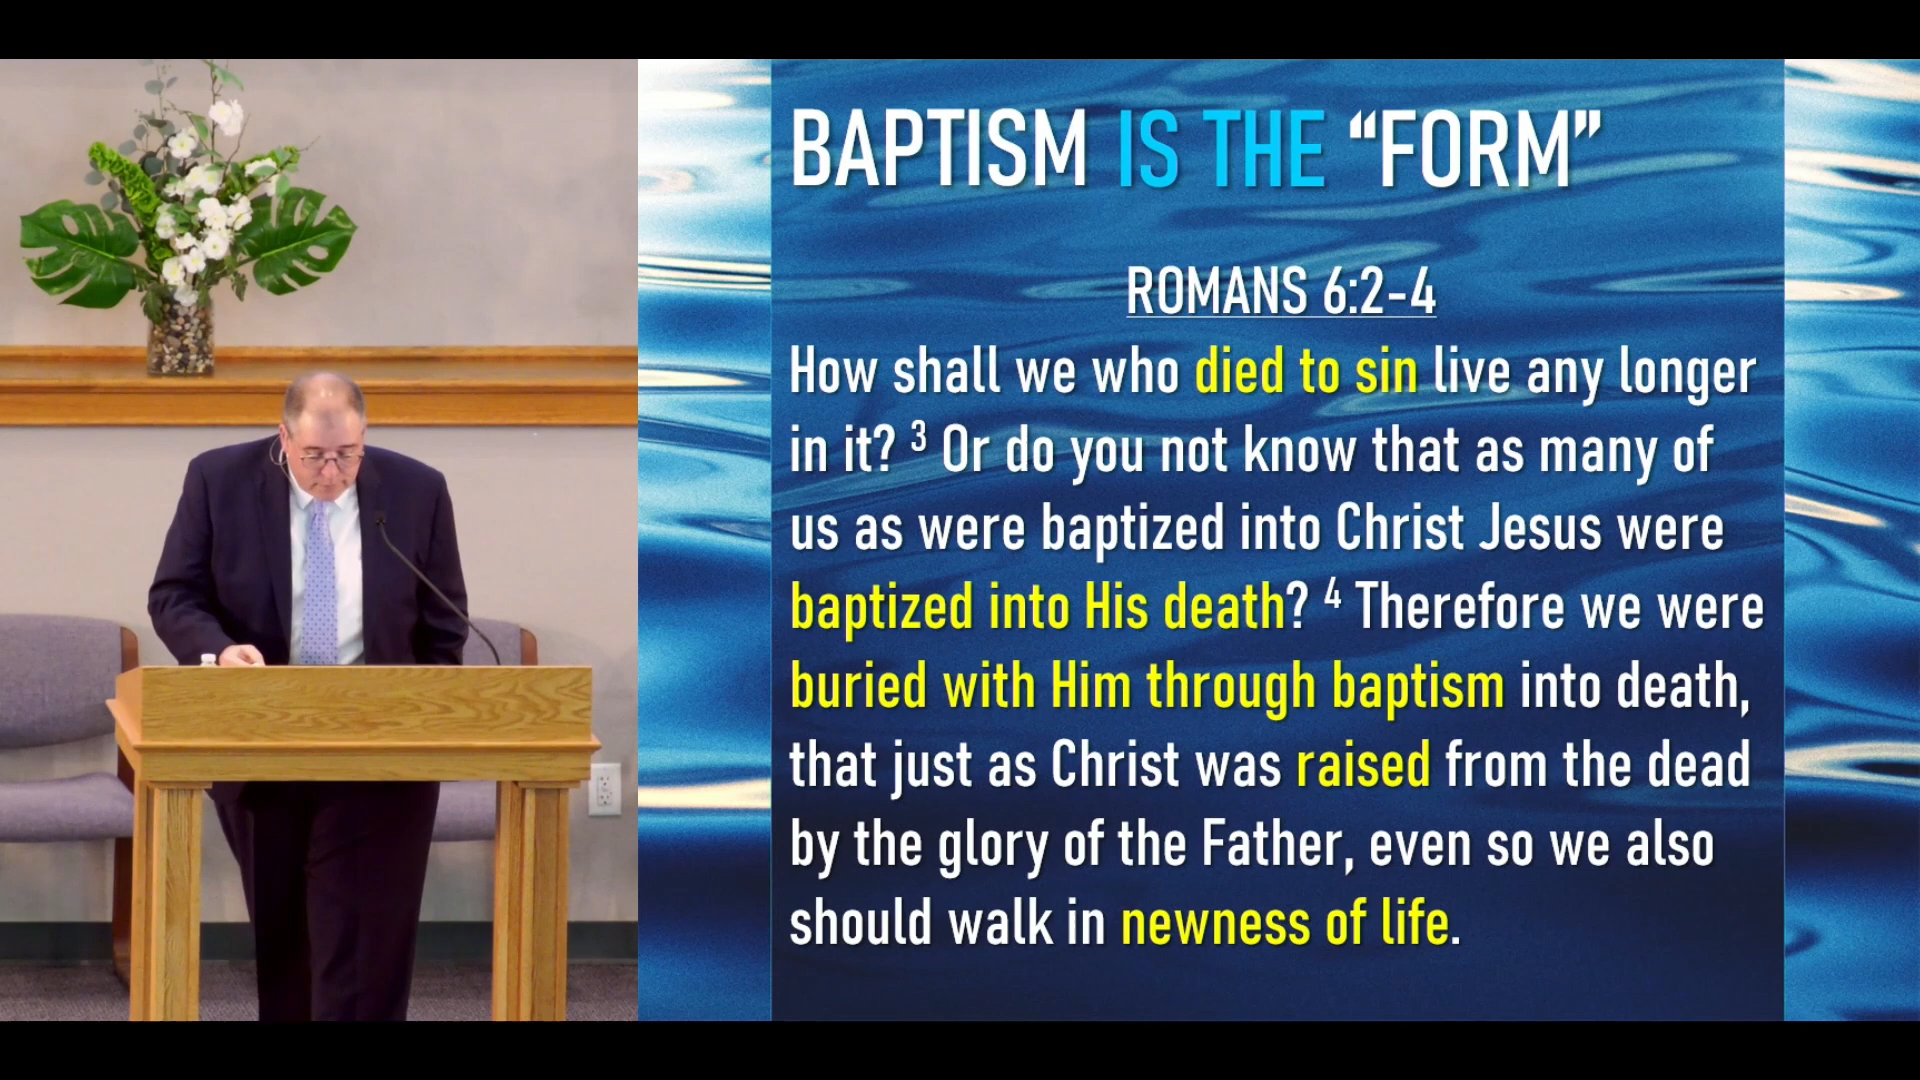 BAPTISM IS THE “FORM”
ROMANS 6:2-4
How shall we who died to sin live any longer
in it? ³ Or do you not know that as many of
us as were baptized into Christ Jesus were
baptized into His death? ⁴ Therefore we were
buried with Him through baptism into death,
that just as Christ was raised from the dead
by the glory of the Father, even so we also
should walk in newness of life.